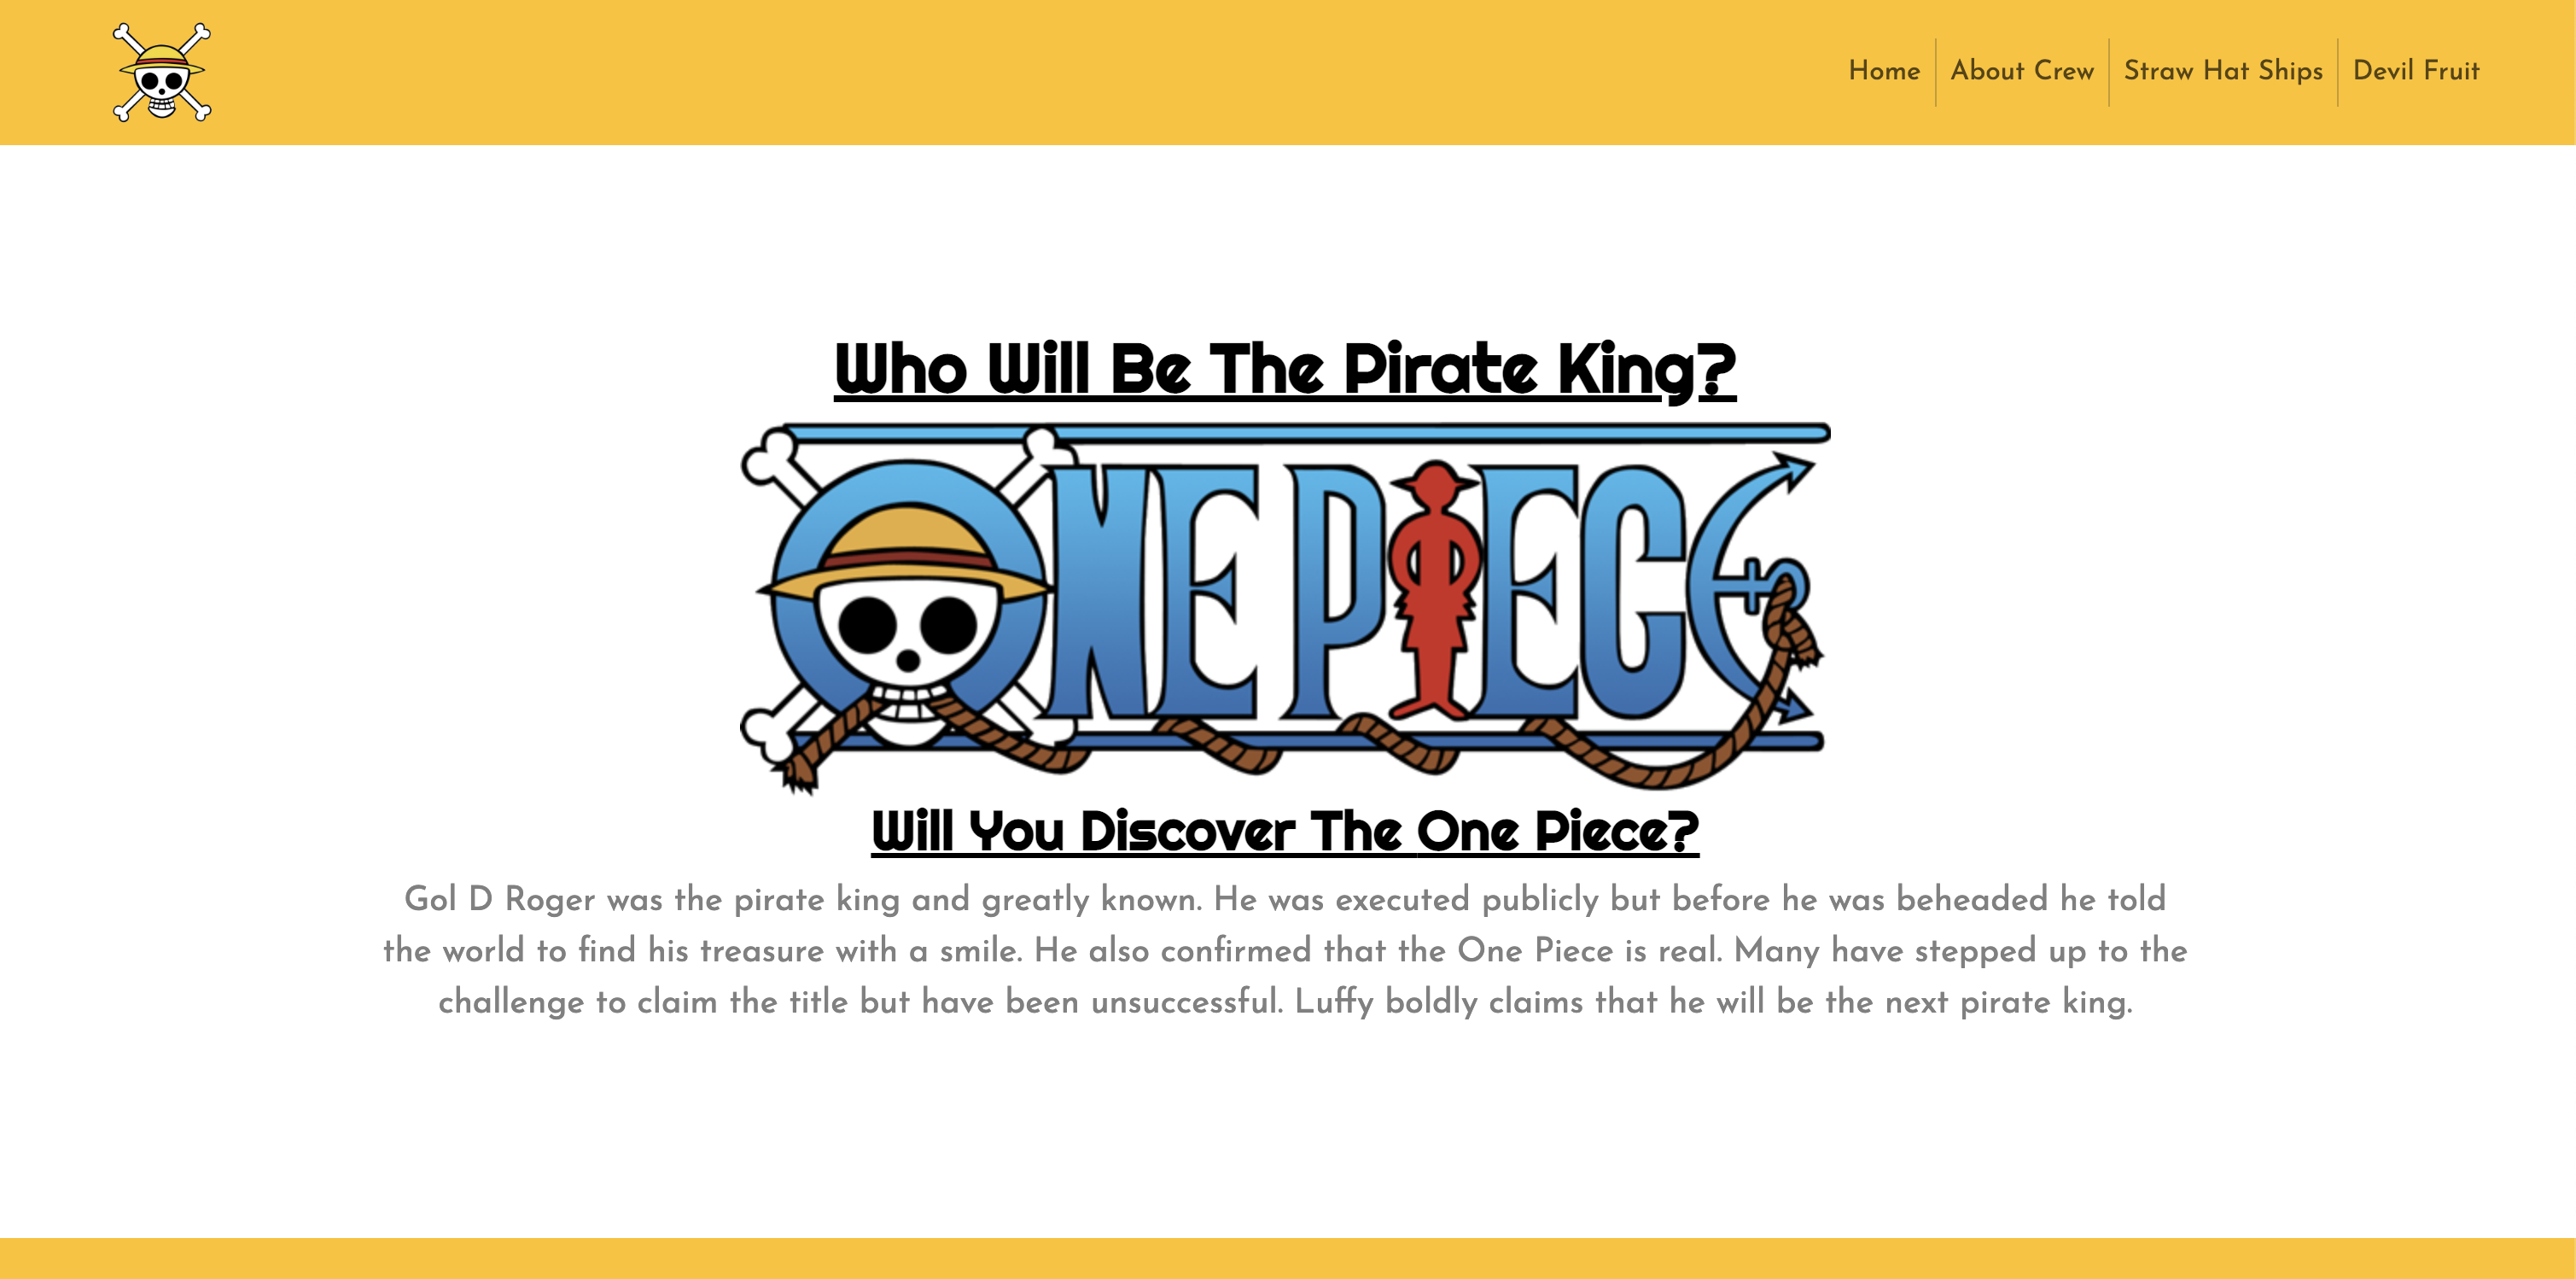 Home
About Crew
Straw Hat Ships
Devil Fruit
Who Will Be The Pirate King?
ONE PIECE
Will You Discover The One Piece?
Gol D Roger was the pirate king and greatly known. He was executed publicly but before he was beheaded he told
the world to find his treasure with a smile. He also confirmed that the One Piece is real. Many have stepped up to the
challenge to claim the title but have been unsuccessful. Luffy boldly claims that he will be the next pirate king.